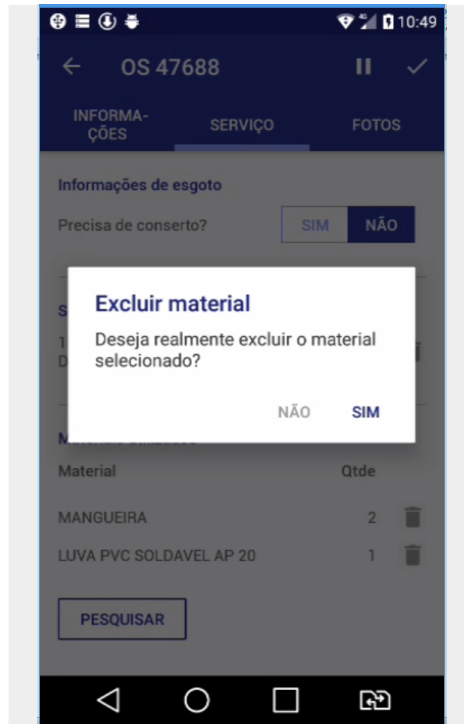 10:49
OS 47688
INFORMA-
ÇÕES
SERVIÇO
FOTOS
Informações de esgoto
Precisa de conserto?
SIM
NÃO
Excluir material
Deseja realmente excluir o material
selecionado?
NÃO
SIM
Material
Qtde
MANGUEIRA
2
LUVA PVC SOLDAVEL AP 20
1
PESQUISAR